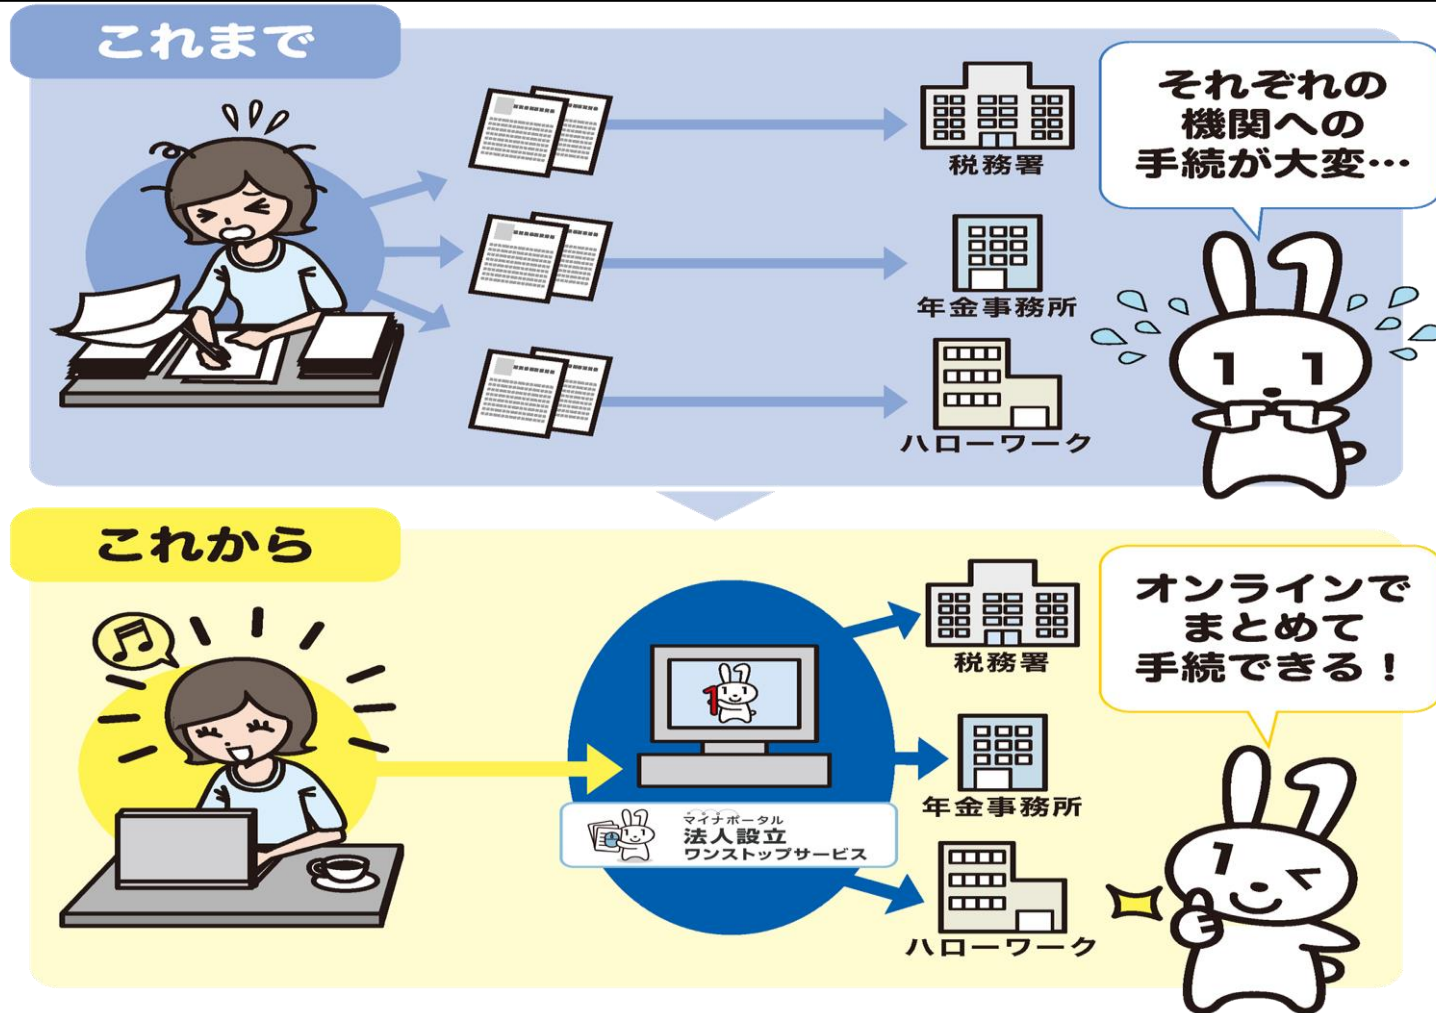 これまで
それぞれの
機関への
手続が大変…
税務署
年金事務所
ハローワーク
これから
オンラインで
まとめて
手続できる！
税務署
年金事務所
マイナポータル
法人設立
ワンストップサービス
ハローワーク